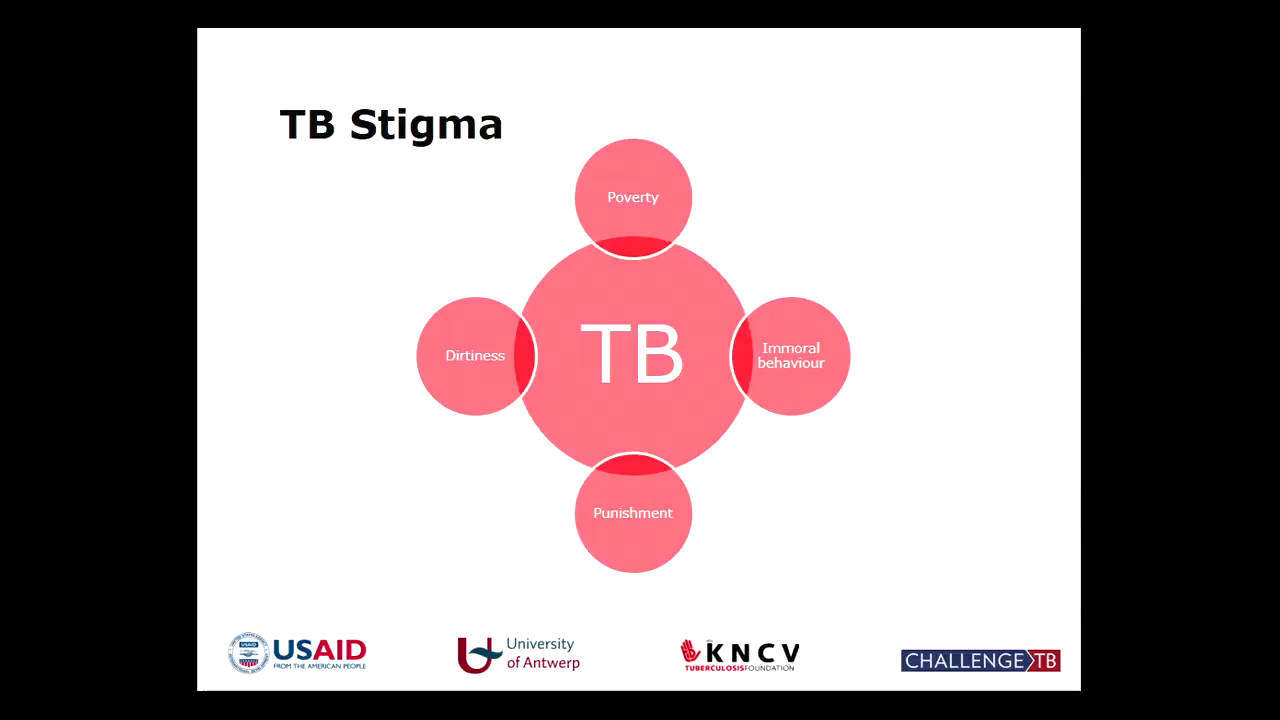 TB Stigma
Poverty
Dirtiness
TB
Immoral
behaviour
Punishment
USAID
FROM THE AMERICAN PEOPLE
University
of Antwerp
KNCV
TUBERCULOSISFOUNDATION
CHALLENGE TB